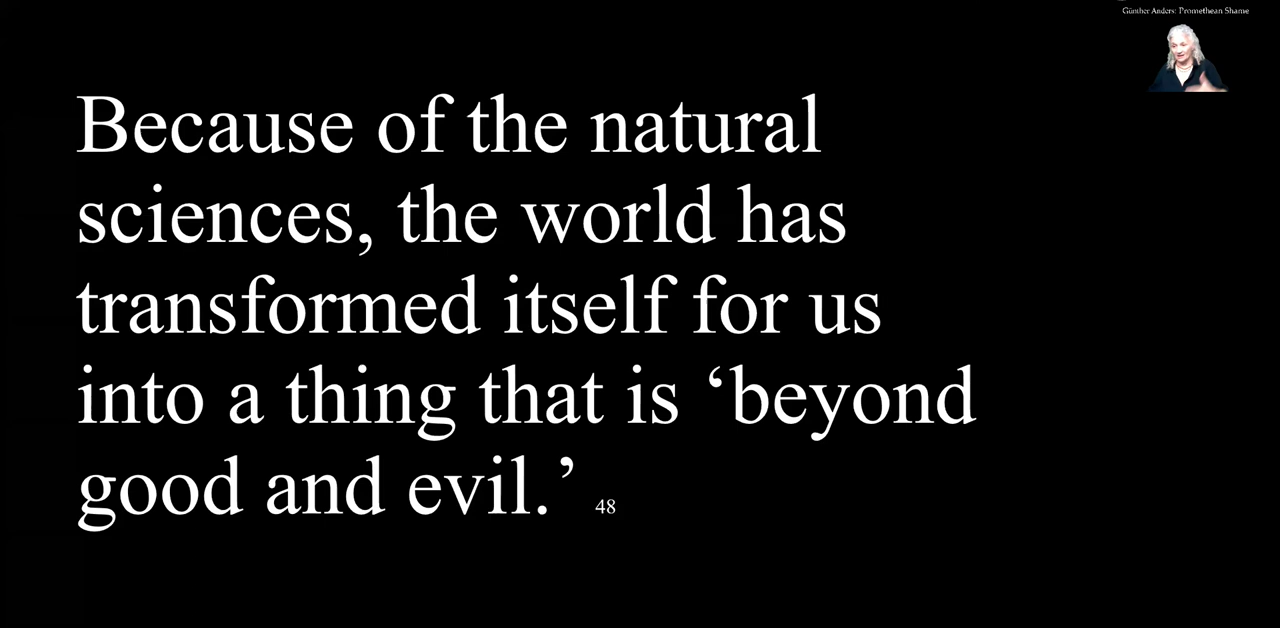 Günther Anders: Promethean Shame
Because of the natural
sciences, the world has
transformed itself for us
into a thing that is ‘beyond
good and evil.’ 48